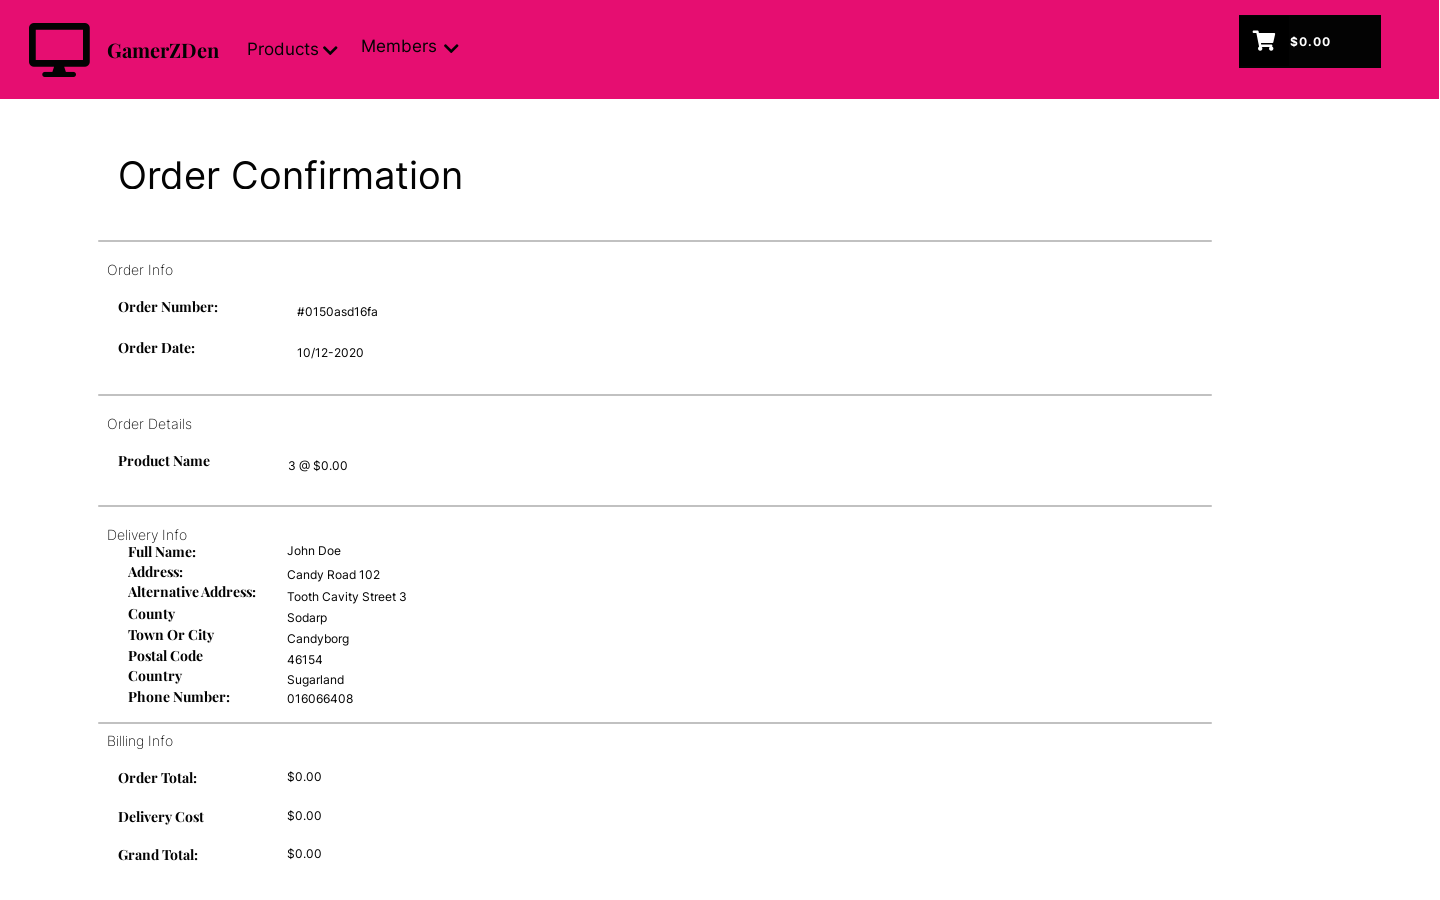 GamerZDen Products Members $0.00
Order Confirmation
Order Info
Order Number: #0150asd16fa
Order Date: 10/12-2020
Order Details
Product Name 3 @ $0.00
Delivery Info
Full Name: John Doe
Address: Candy Road 102
Alternative Address: Tooth Cavity Street 3
County Sodarp
Town Or City Candyborg
Postal Code 46154
Country Sugarland
Phone Number: 016066408
Billing Info
Order Total: $0.00
Delivery Cost $0.00
Grand Total: $0.00